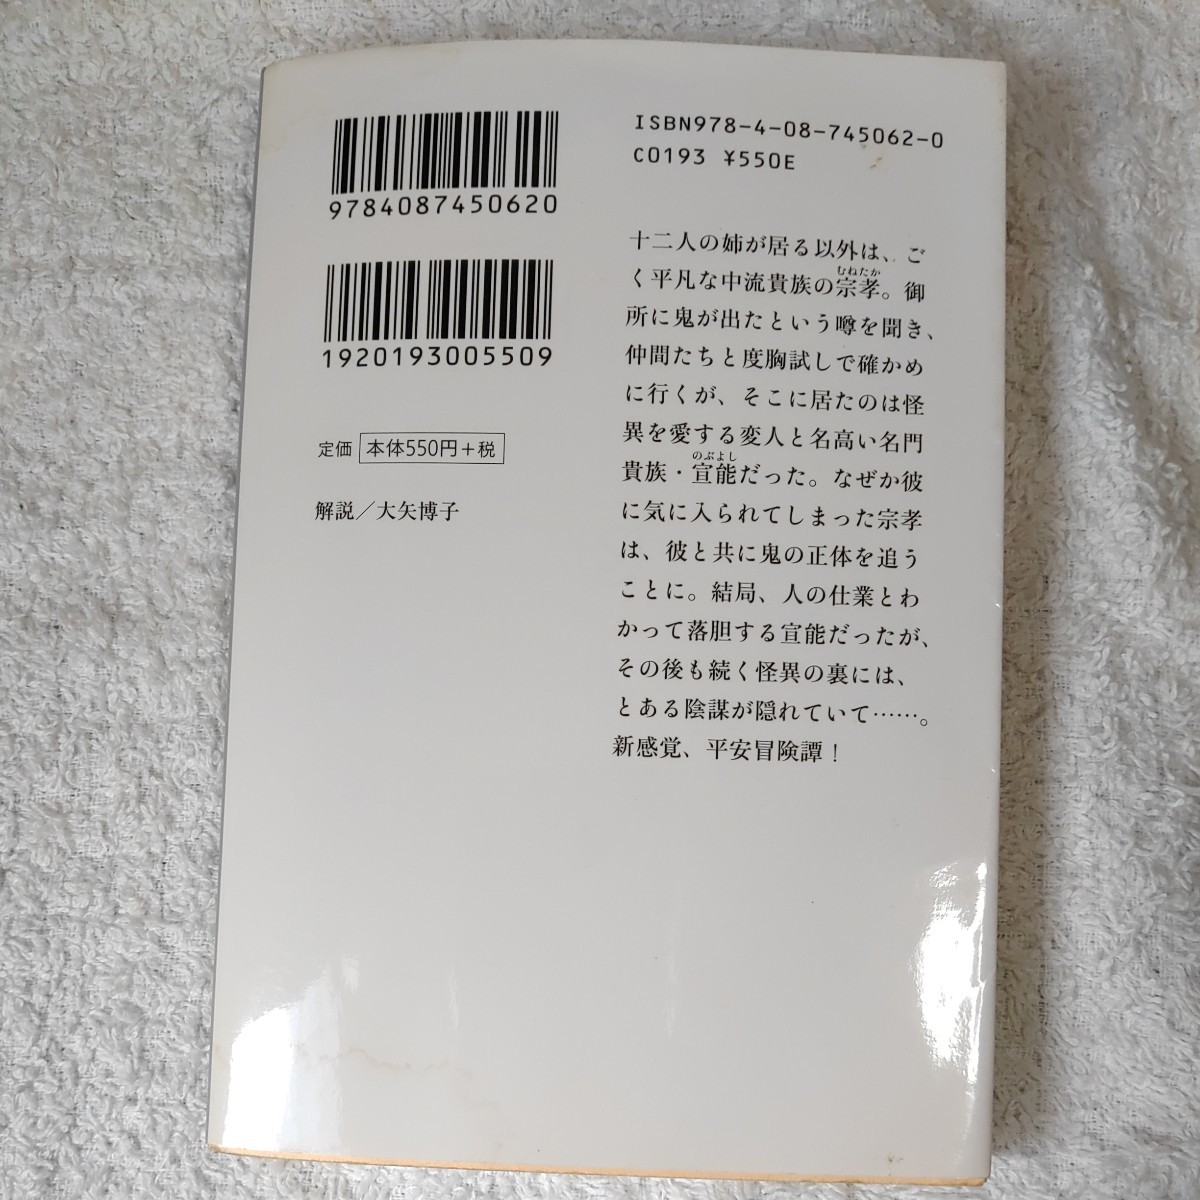 9784087450620
1920193005509
定価 本体550円+税
解説/大矢博子
ISBN978-4-08-745062-0
C0193 ¥550E
十二人の姉が居る以外は、ご
むねたか
く平凡な中流貴族の宗孝。御
所に鬼が出たという噂を聞き、
仲間たちと度胸試しで確かめ
に行くが、そこに居たのは怪
異を愛する変人と名高い名門
のぶよし
貴族・宣能だった。なぜか彼
に気に入られてしまった宗孝
は、彼と共に鬼の正体を追う
ことに。結局、人の仕業とわ
かって落胆する宣能だったが、
その後も続く怪異の裏には、
とある陰謀が隠れていて……。
新感覚、平安冒険譚!